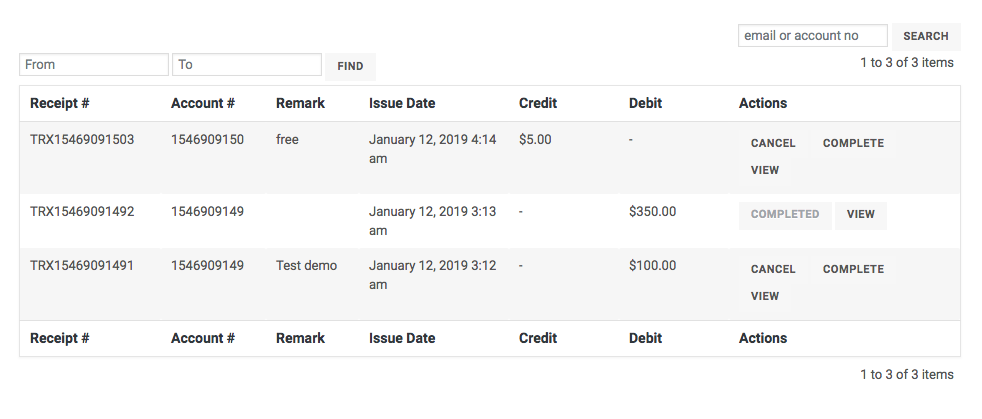 email or account no SEARCH
From To FIND 1 to 3 of 3 items
Receipt # Account # Remark Issue Date Credit Debit Actions
TRX15469091503 1546909150 free January 12, 2019 4:14 $5.00 - CANCEL COMPLETE
am VIEW
TRX15469091492 1546909149 January 12, 2019 3:13 - $350.00 COMPLETED VIEW
am
TRX15469091491 1546909149 Test demo January 12, 2019 3:12 - $100.00 CANCEL COMPLETE
am VIEW
Receipt # Account # Remark Issue Date Credit Debit Actions
1 to 3 of 3 items